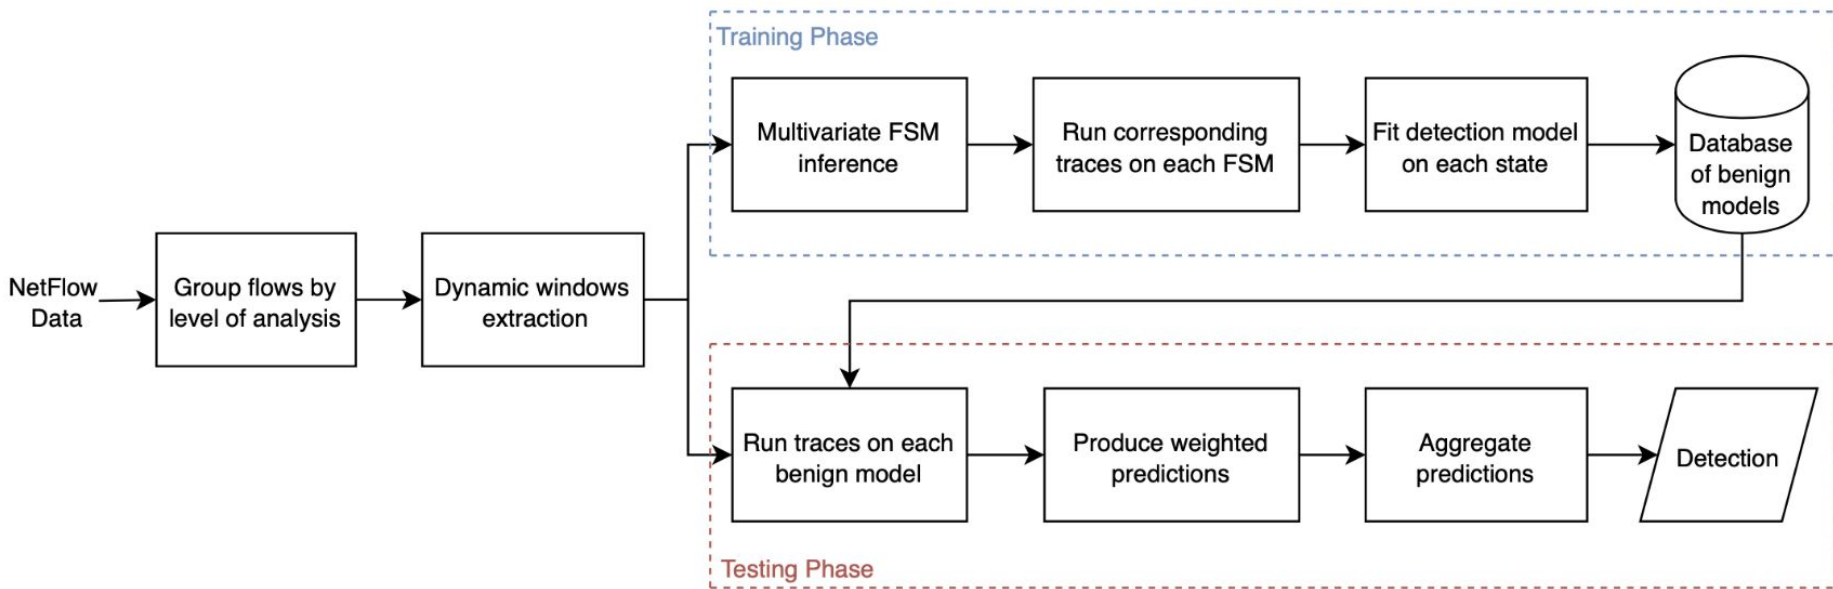 Training Phase
Multivariate FSM
inference
Run corresponding
traces on each FSM
Fit detection model
on each state
Database
of benign
models
NetFlow
Data
Group flows by
level of analysis
Dynamic windows
extraction
Run traces on each
benign model
Produce weighted
predictions
Aggregate
predictions
Detection
Testing Phase